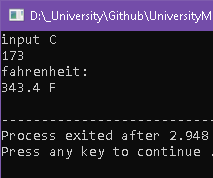 D:\_University\Github\UniversityM
input C
173
fahrenheit:
343.4 F
--------------------------------
Process exited after 2.948
Press any key to continue .